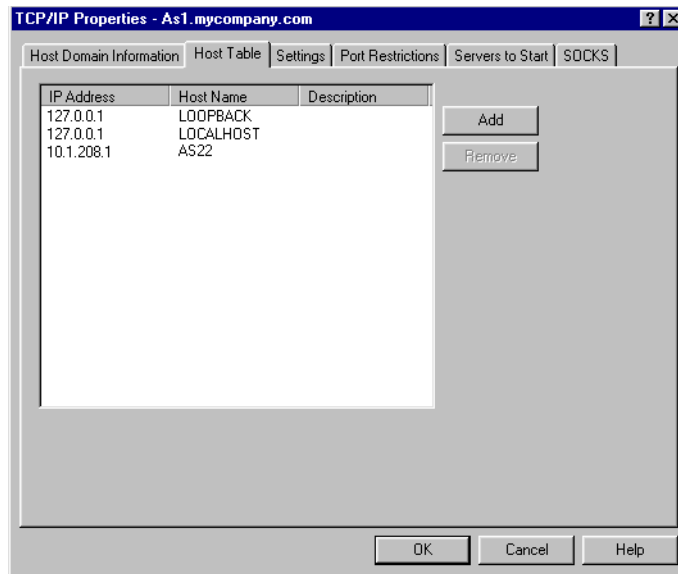 TCP/IP Properties - As1.mycompany.com ? X
Host Domain Information Host Table Settings Port Restrictions Servers to Start SOCKS
IP Address Host Name Description
127.0.0.1 LOOPBACK
127.0.0.1 LOCALHOST
10.1.208.1 AS22
Add
Remove
OK Cancel Help